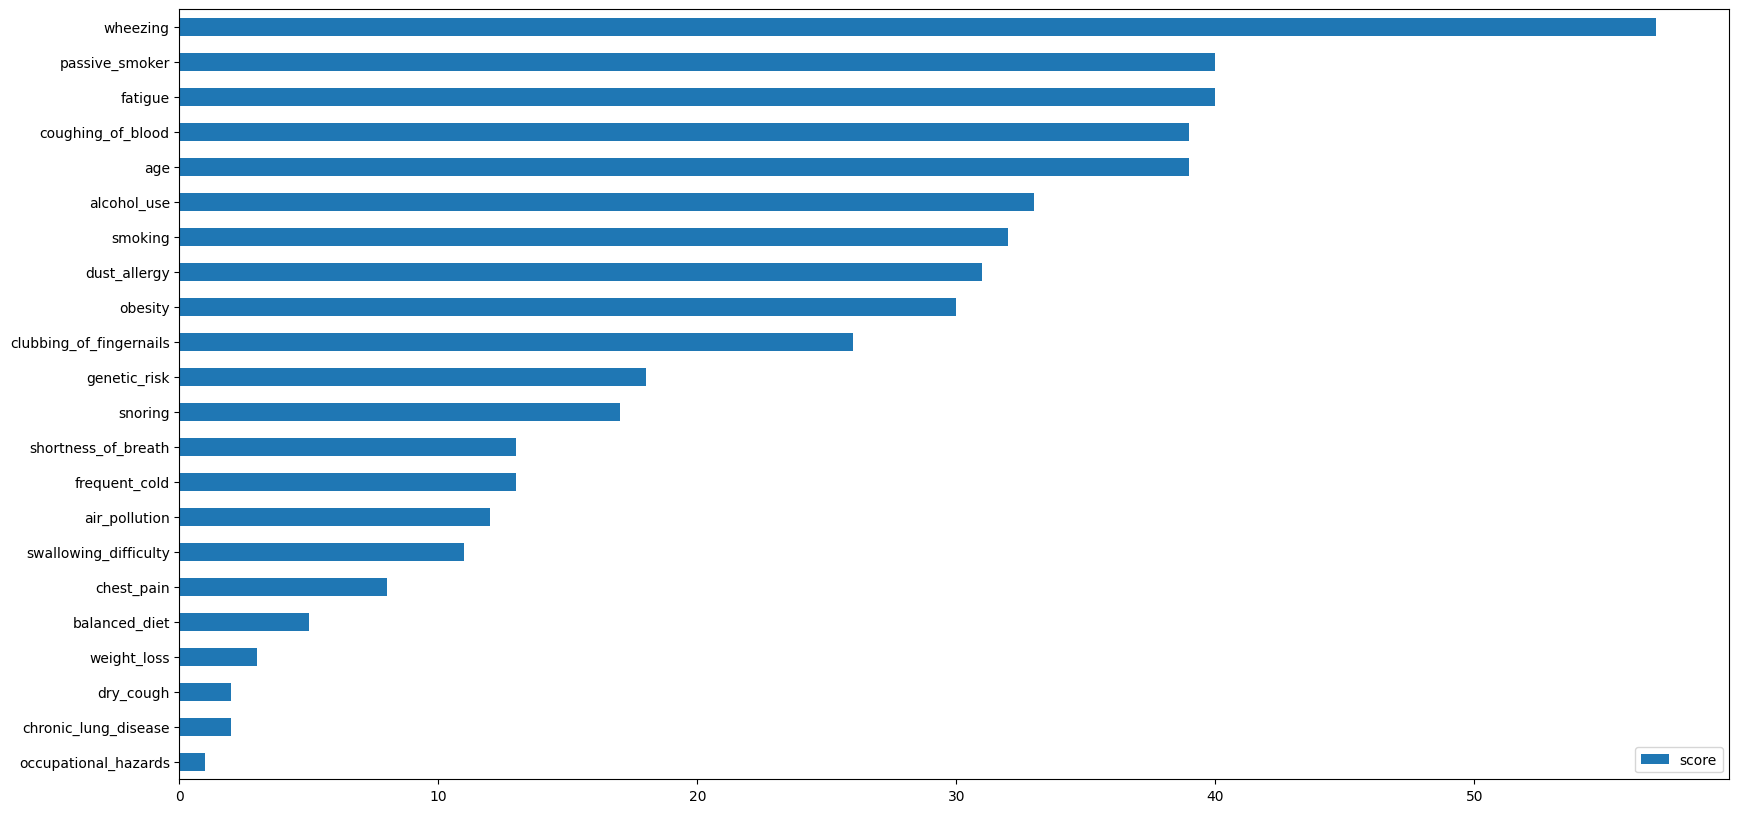 wheezing
passive_smoker
fatigue
coughing_of_blood
age
alcohol_use
smoking
dust_allergy
obesity
clubbing_of_fingernails
genetic_risk
snoring
shortness_of_breath
frequent_cold
air_pollution
swallowing_difficulty
chest_pain
balanced_diet
weight_loss
dry_cough
chronic_lung_disease
occupational_hazards
score
0 10 20 30 40 50